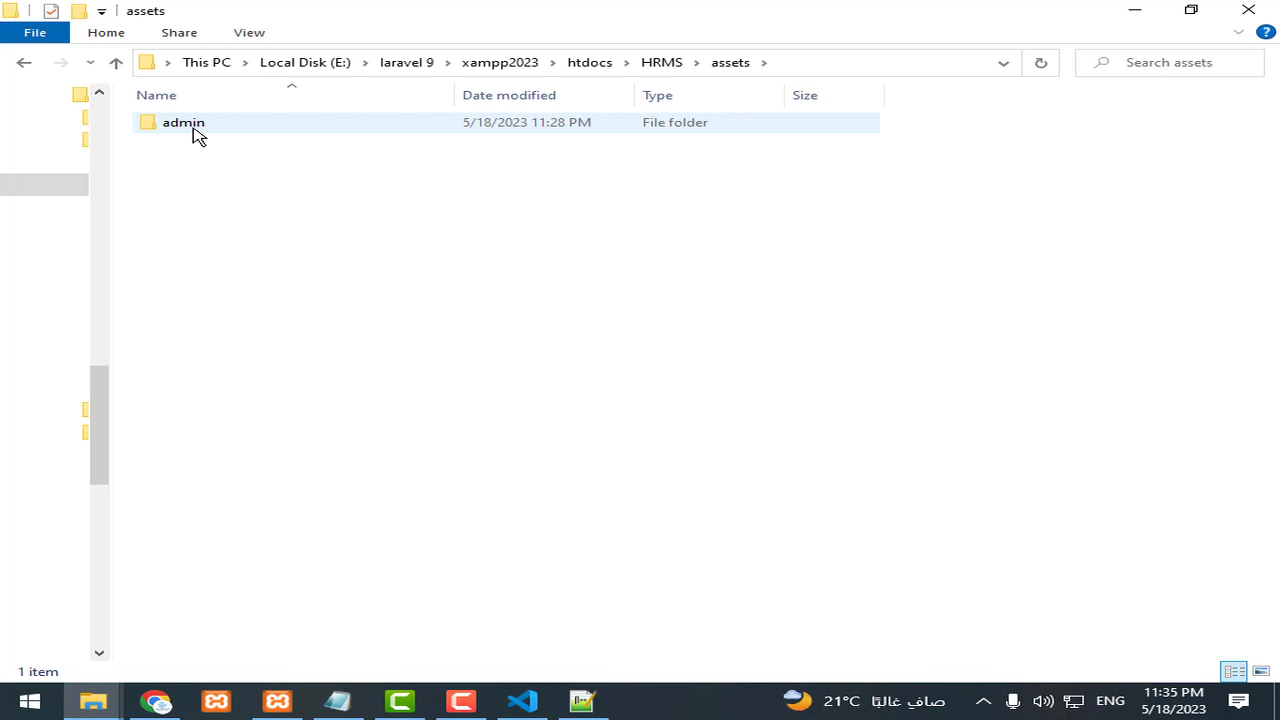 assets
File Home Share View
This PC Local Disk (E:) laravel 9 xampp2023 htdocs HRMS assets
Search assets
Name Date modified Type Size
admin 5/18/2023 11:28 PM File folder
1 item
21°C صاف غالبًا
ENG
11:35 PM
5/18/2023